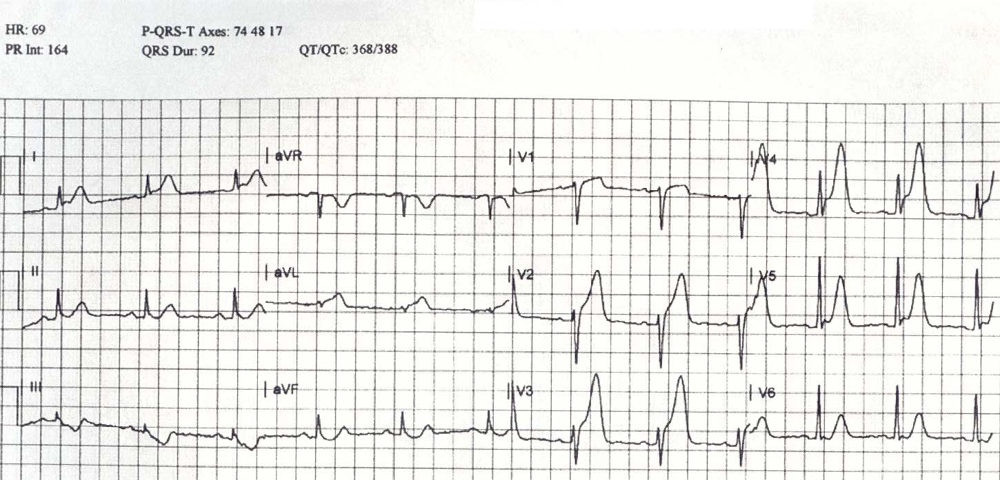 HR: 69 P-QRS-T Axes: 74 48 17
PR Int: 164 QRS Dur: 92 QT/QTc: 368/388
I aVR V1 V4
II aVL V2 V5
III aVF V3 V6